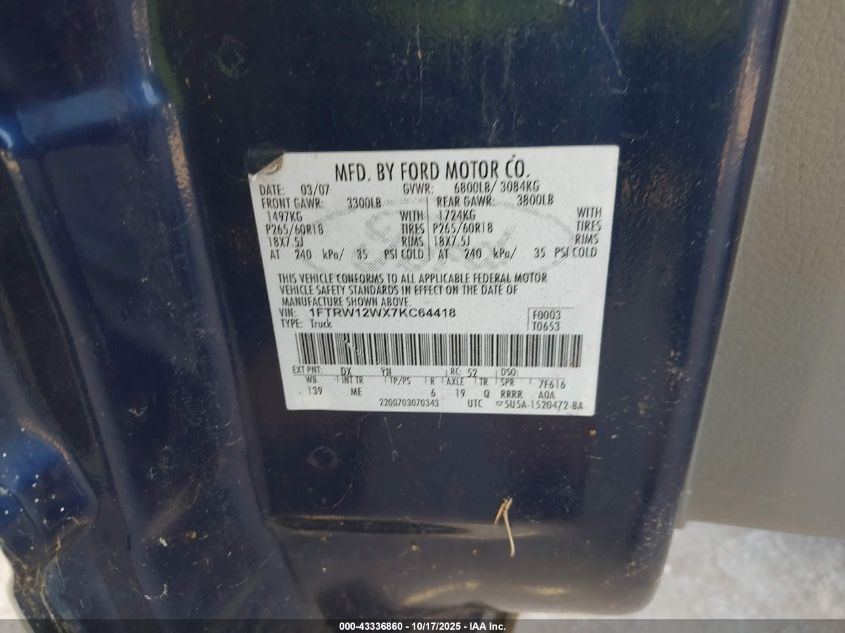 MFD. BY FORD MOTOR CO.
DATE: 03/07 GVWR: 6800LB/ 3084KG
FRONT GAWR: 3300LB REAR GAWR: 3800LB
1497KG WITH 1724KG WITH
P265/60R18 TIRES P265/60R18 TIRES
18X7.5J RIMS 18X7.5J RIMS
AT 240 kPa/ 35 PSI COLD AT 240 kPa/ 35 PSI COLD
THIS VEHICLE CONFORMS TO ALL APPLICABLE FEDERAL MOTOR
VEHICLE SAFETY STANDARDS IN EFFECT ON THE DATE OF
MANUFACTURE SHOWN ABOVE.
VIN: 1FTRW12WX7KC64418 F0003
TYPE: Truck T0653
EXT PNT: DX YN RC: 52 DSO:
WB INT TR TP/PS R AXLE TR SPR 7F616
139 ME 6 19 Q RRRR AQA
2200703070343 UTC 5U5A-1520472-BA
000-43336860 - 10/17/2025 - IAA Inc.